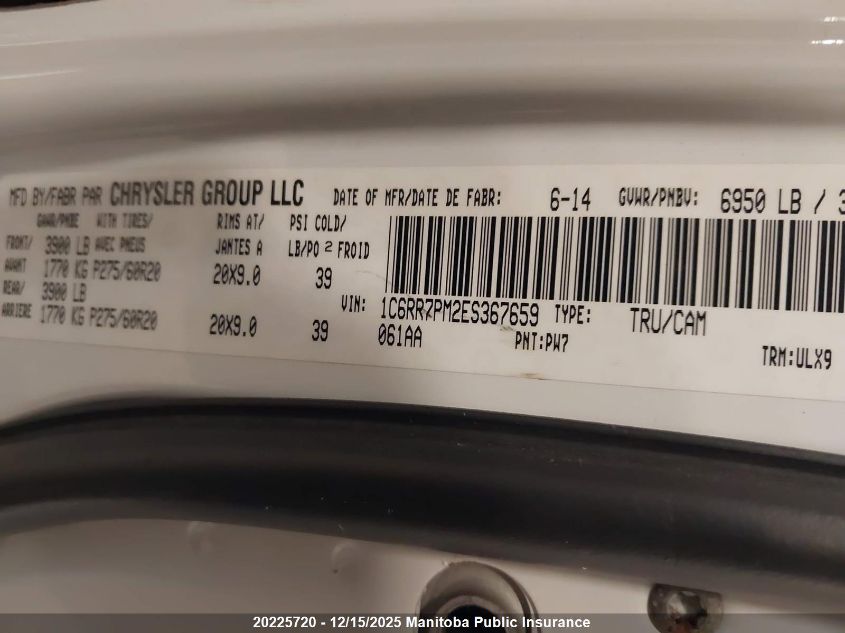 MFD BY/FABR PAR CHRYSLER GROUP LLC DATE OF MFR/DATE DE FABR: 6-14 GVWR/PNBV: 6950 LB / 3
GAWR/PNBE WITH TIRES/ RIMS AT/ PSI COLD/
FRONT/ 3900 LB AVEC PNEUS JANTES A LB/PO 2 FROID
AVANT 1770 KG P275/60R20 20X9.0 39
REAR/ 3900 LB
ARRIERE 1770 KG P275/60R20 20X9.0 39
VIN: 1C6RR7PM2ES367659 TYPE: TRU/CAM
061AA PNT:PW7 TRM:ULX9
20225720 - 12/15/2025 Manitoba Public Insurance